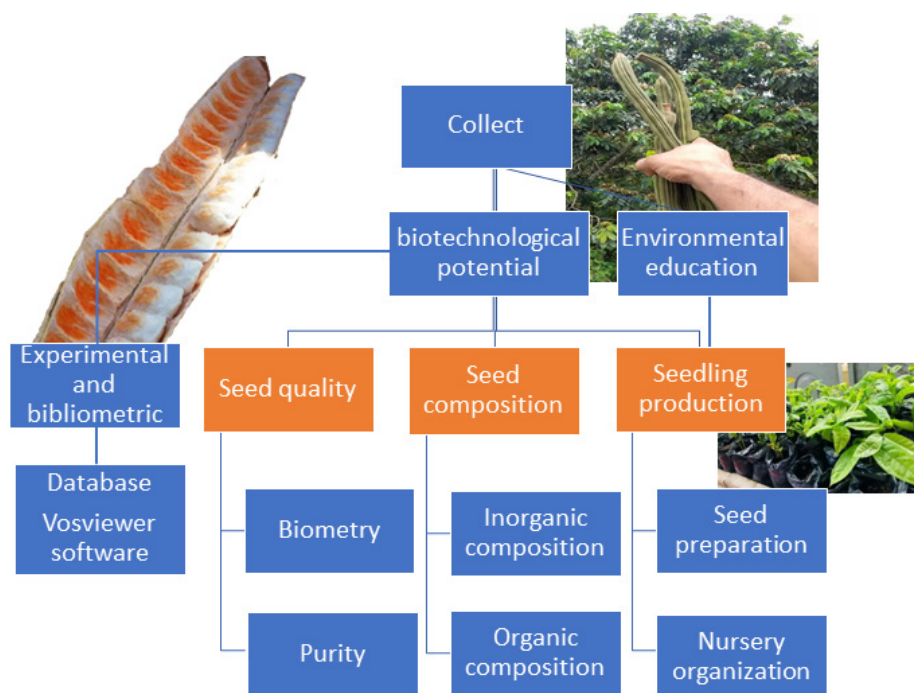 Collect
biotechnological
potential
Environmental
education
Experimental
and
bibliometric
Seed quality
Seed
composition
Seedling
production
Database
Vosviewer
software
Biometry
Inorganic
composition
Seed
preparation
Purity
Organic
composition
Nursery
organization